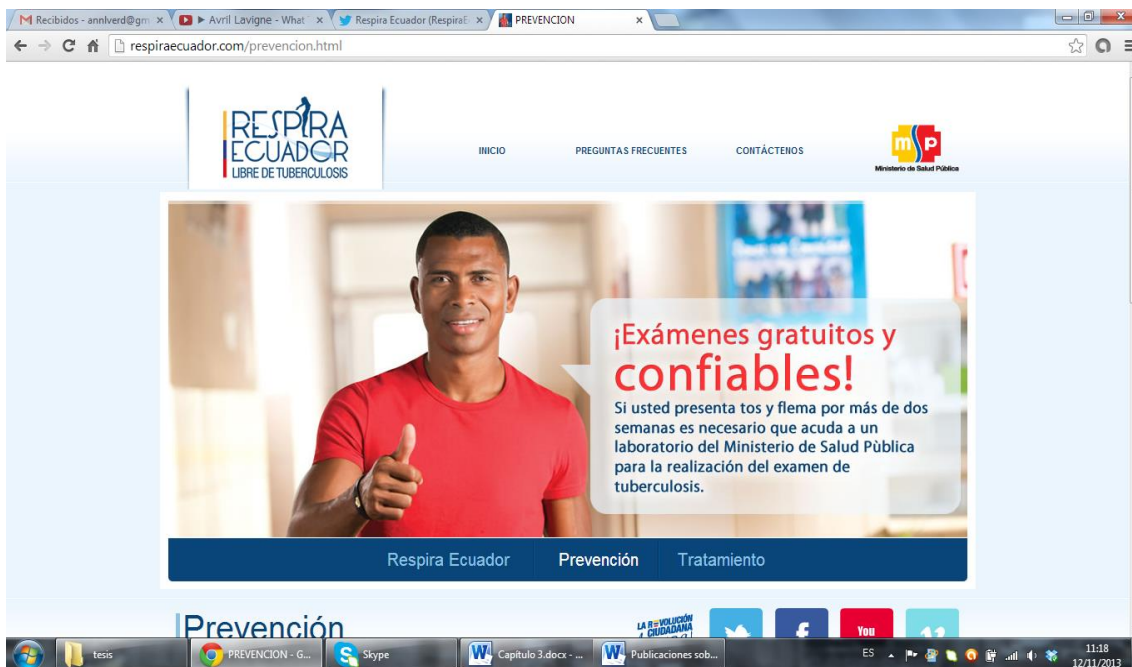 Recibidos - annlverd@gm
Avril Lavigne - What
Respira Ecuador (RespiraE
PREVENCION
respiraecuador.com/prevencion.html
RESPIRA
ECUADOR
LIBRE DE TUBERCULOSIS
INICIO
PREGUNTAS FRECUENTES
CONTÁCTENOS
m p
Ministerio de Salud Pública
¡Exámenes gratuitos y
confiables!
Si usted presenta tos y flema por más de dos
semanas es necesario que acuda a un
laboratorio del Ministerio de Salud Pùblica
para la realización del examen de
tuberculosis.
Respira Ecuador
Prevención
Tratamiento
Prevención
LA REVOLUCIÓN
CIUDADANA
You
tesis
PREVENCION - G...
Skype
Capítulo 3.docx - ...
Publicaciones sob...
ES
11:18
12/11/2013